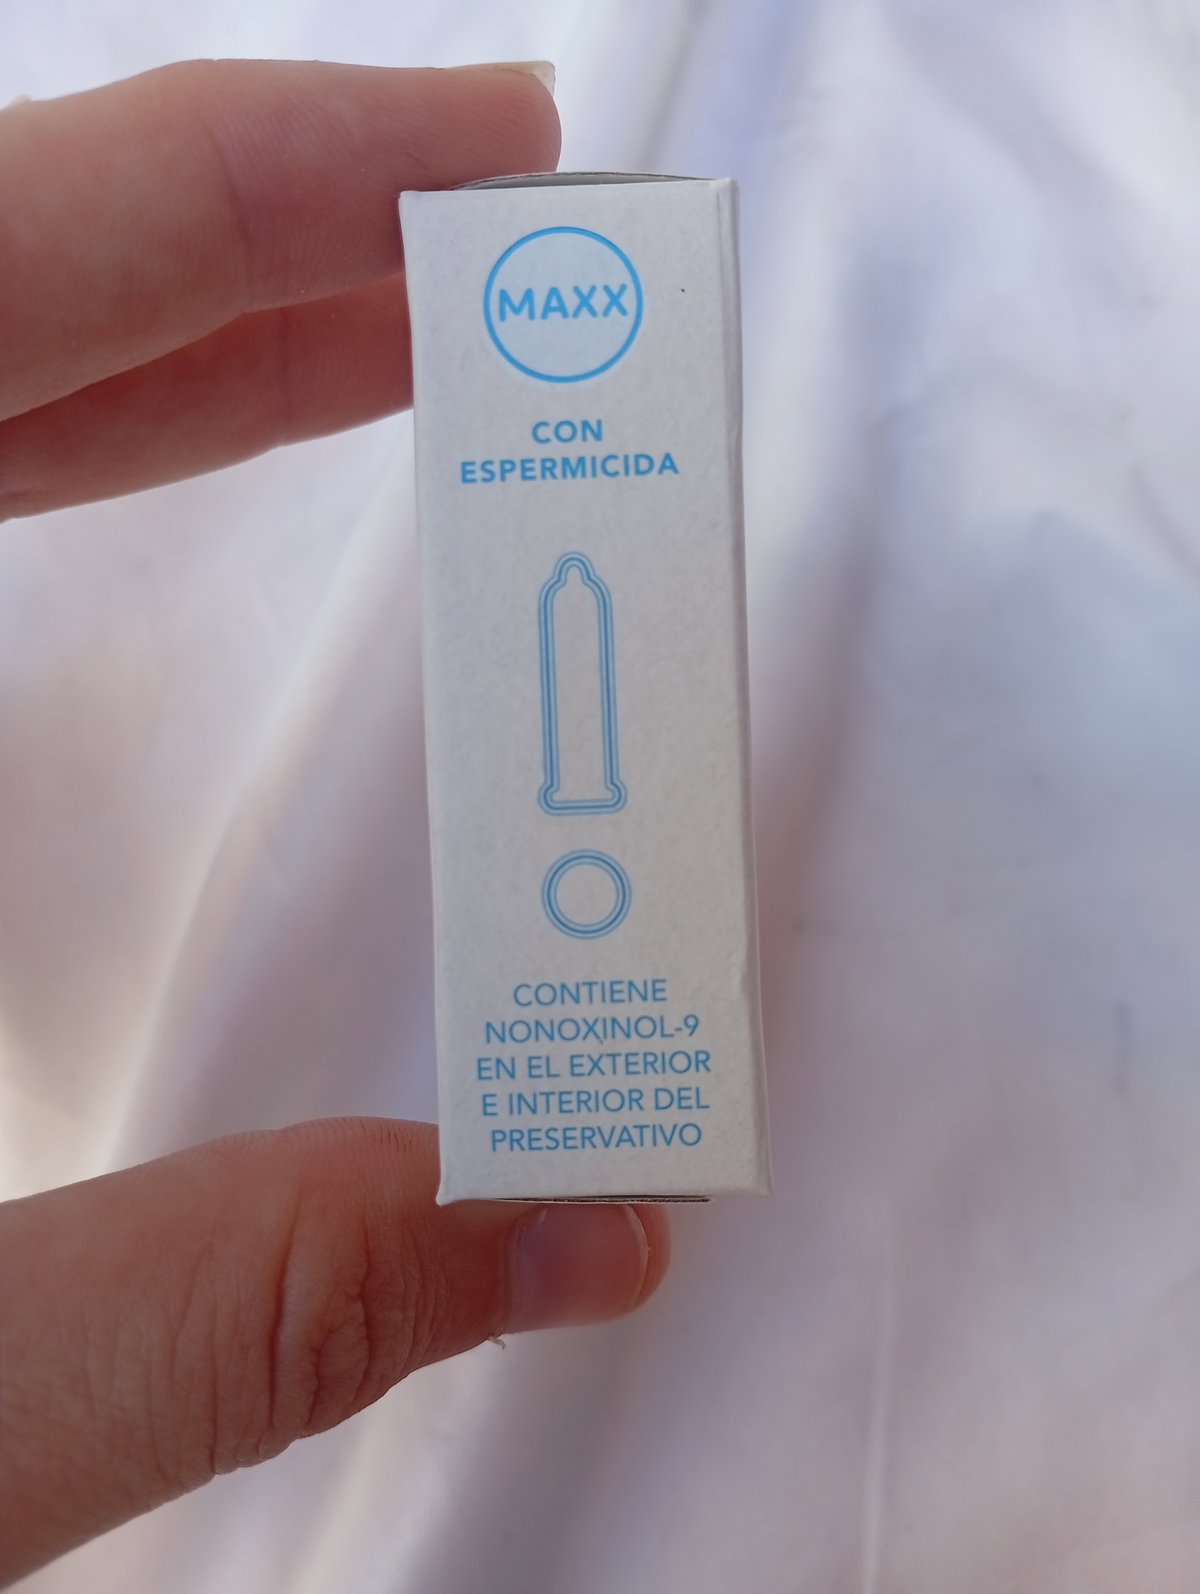 MAXX
CON
ESPERMICIDA
CONTIENE
NONOXINOL-9
EN EL EXTERIOR
E INTERIOR DEL
PRESERVATIVO